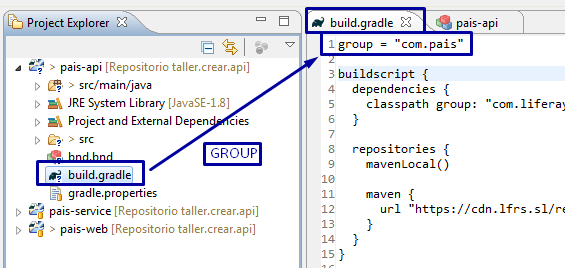 Project Explorer
pais-api [Repositorio taller.crear.api]
> src/main/java
JRE System Library [JavaSE-1.8]
Project and External Dependencies
> src
bnd.bnd
build.gradle
gradle.properties
pais-service [Repositorio taller.crear.api]
> pais-web [Repositorio taller.crear.api]
GROUP
build.gradle
pais-api
1 group = "com.pais"
2
3 buildscript {
4 dependencies {
5 classpath group: "com.liferay
6 }
7
8 repositories {
9 mavenLocal()
10
11 maven {
12 url "https://cdn.lfrs.sl/re
13 }
14 }
15 }